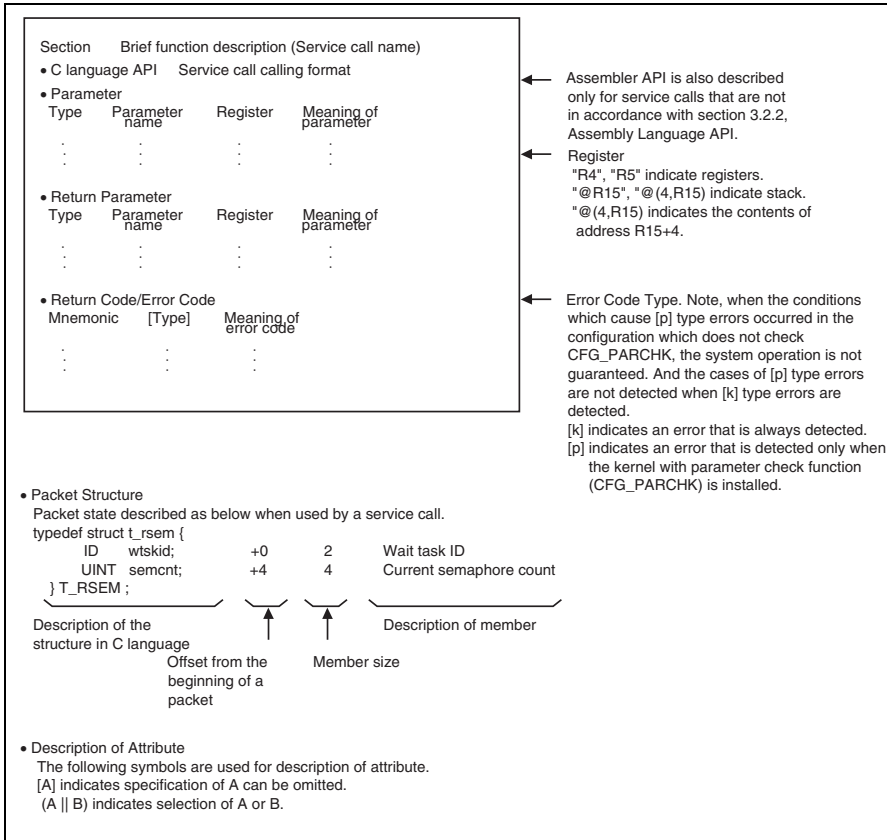 Section Brief function description (Service call name)
• C language API Service call calling format
• Parameter
Type Parameter name Register Meaning of parameter
. . . .
. . . .
. . . .
• Return Parameter
Type Parameter name Register Meaning of parameter
. . . .
. . . .
. . . .
• Return Code/Error Code
Mnemonic [Type] Meaning of error code
. . .
. . .
. . .
Assembler API is also described
only for service calls that are not
in accordance with section 3.2.2,
Assembly Language API.
Register
"R4", "R5" indicate registers.
"@R15", "@(4,R15) indicate stack.
"@(4,R15) indicates the contents of
address R15+4.
Error Code Type. Note, when the conditions
which cause [p] type errors occurred in the
configuration which does not check
CFG_PARCHK, the system operation is not
guaranteed. And the cases of [p] type errors
are not detected when [k] type errors are
detected.
[k] indicates an error that is always detected.
[p] indicates an error that is detected only when
the kernel with parameter check function
(CFG_PARCHK) is installed.
• Packet Structure
Packet state described as below when used by a service call.
typedef struct t_rsem {
ID wtskid; +0 2 Wait task ID
UINT semcnt; +4 4 Current semaphore count
} T_RSEM ;
Description of the
structure in C language
Offset from the
beginning of a
packet
Member size
Description of member
• Description of Attribute
The following symbols are used for description of attribute.
[A] indicates specification of A can be omitted.
(A || B) indicates selection of A or B.